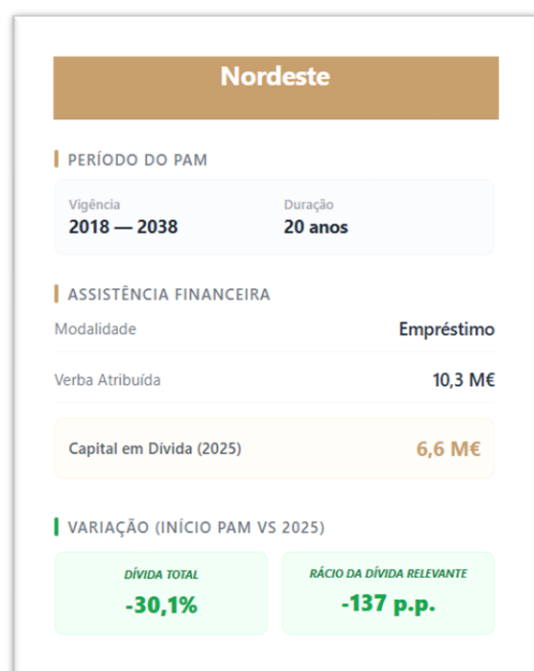 Nordeste
PERÍODO DO PAM
Vigência Duração
2018 — 2038 20 anos
ASSISTÊNCIA FINANCEIRA
Modalidade Empréstimo
Verba Atribuída 10,3 M€
Capital em Dívida (2025) 6,6 M€
VARIAÇÃO (INÍCIO PAM VS 2025)
DÍVIDA TOTAL RÁCIO DA DÍVIDA RELEVANTE
-30,1% -137 p.p.